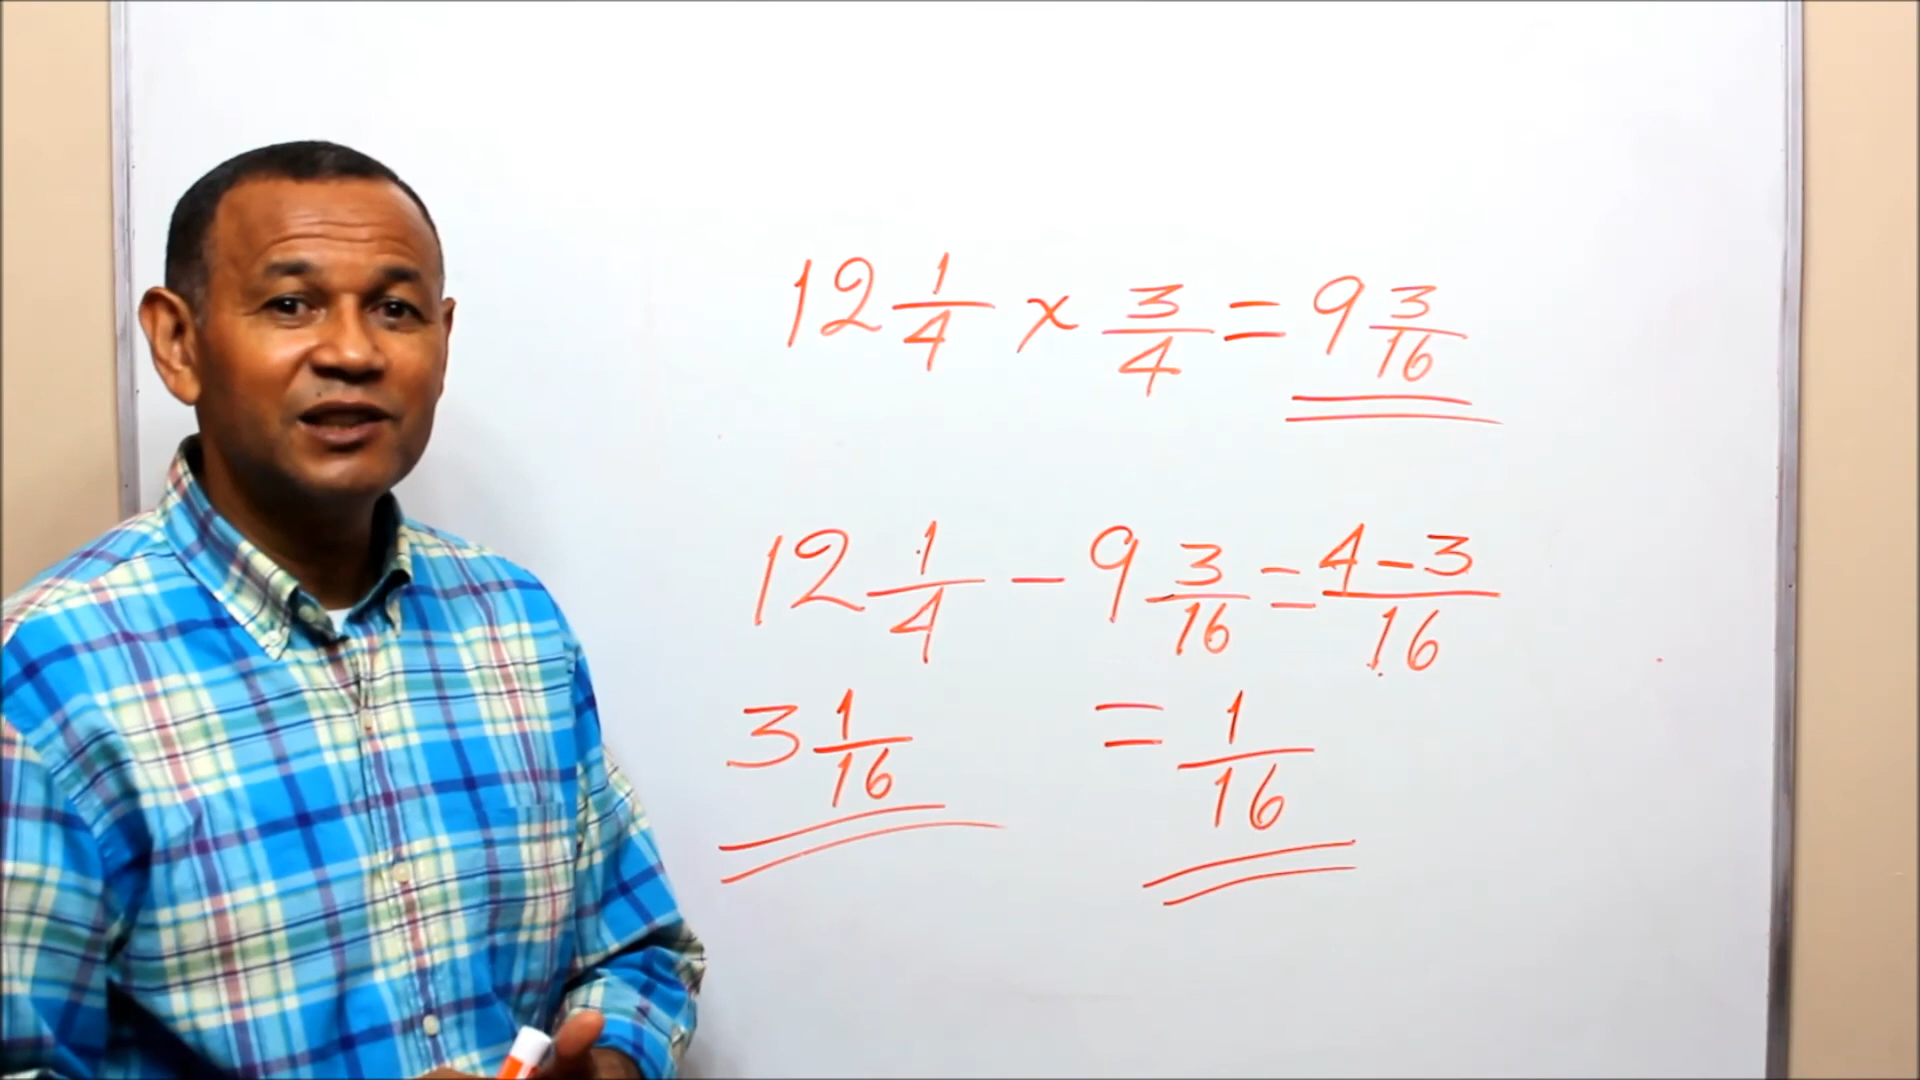 12 1/4 × 3/4 = 9 3/16
12 1/4 - 9 3/16 = 4-3/16
3 1/16 = 1/16